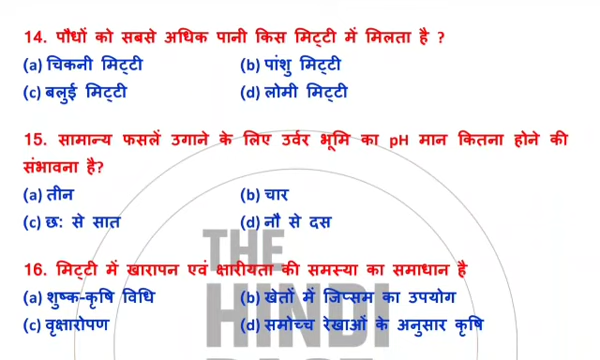 14. पौधों को सबसे अधिक पानी किस मिट्टी में मिलता है ?
(a) चिकनी मिट्टी (b) पांशु मिट्टी
(c) बलुई मिट्टी (d) लोमी मिट्टी
15. सामान्य फसलें उगाने के लिए उर्वर भूमि का pH मान कितना होने की
संभावना है?
(a) तीन (b) चार
(c) छ: से सात (d) नौ से दस
THE
16. मिट्टी में खारापन एवं क्षारीयता की समस्या का समाधान है
(a) शुष्क-कृषि विधि (b) खेतों में जिप्सम का उपयोग
HINDI
(c) वृक्षारोपण (d) समोच्च रेखाओं के अनुसार कृषि